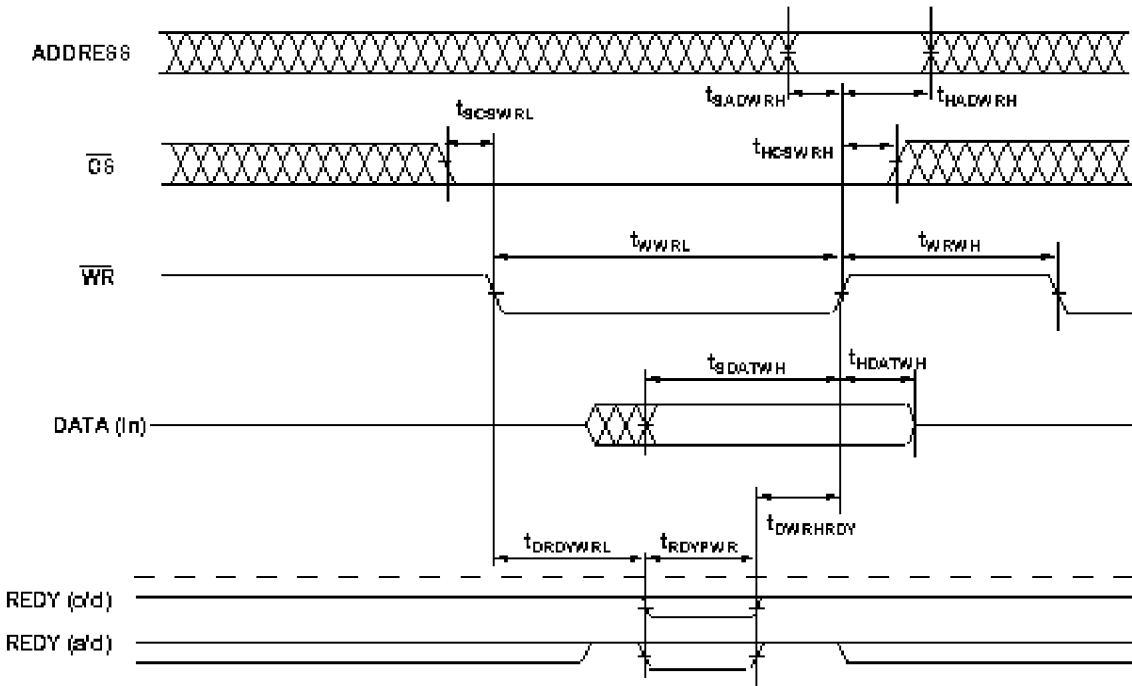 ADDRESS
tSADWRH
tHADWRH
tSCSWRL
CS
tHCSWRH
tWWRL
tWRWH
WR
tSDATWH
tHDATWH
DATA (In)
tDWRHRDY
tDRDYWRL
tRDYPWR
REDY (o/d)
REDY (a/d)